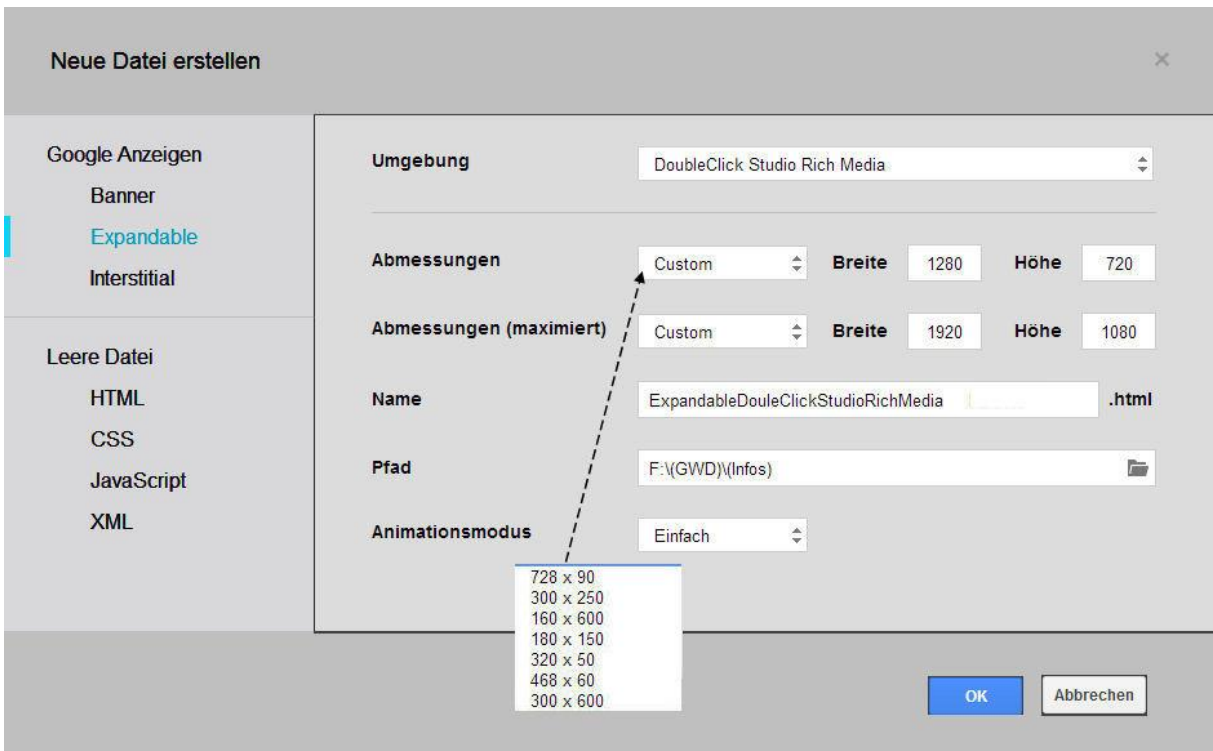 Neue Datei erstellen
×
Google Anzeigen
Banner
Expandable
Interstitial
Leere Datei
HTML
CSS
JavaScript
XML
Umgebung DoubleClick Studio Rich Media
Abmessungen Custom Breite 1280 Höhe 720
Abmessungen (maximiert) Custom Breite 1920 Höhe 1080
Name ExpandableDouleClickStudioRichMedia .html
Pfad F:\(GWD)\(Infos)
Animationsmodus Einfach
728 x 90
300 x 250
160 x 600
180 x 150
320 x 50
468 x 60
300 x 600
OK Abbrechen